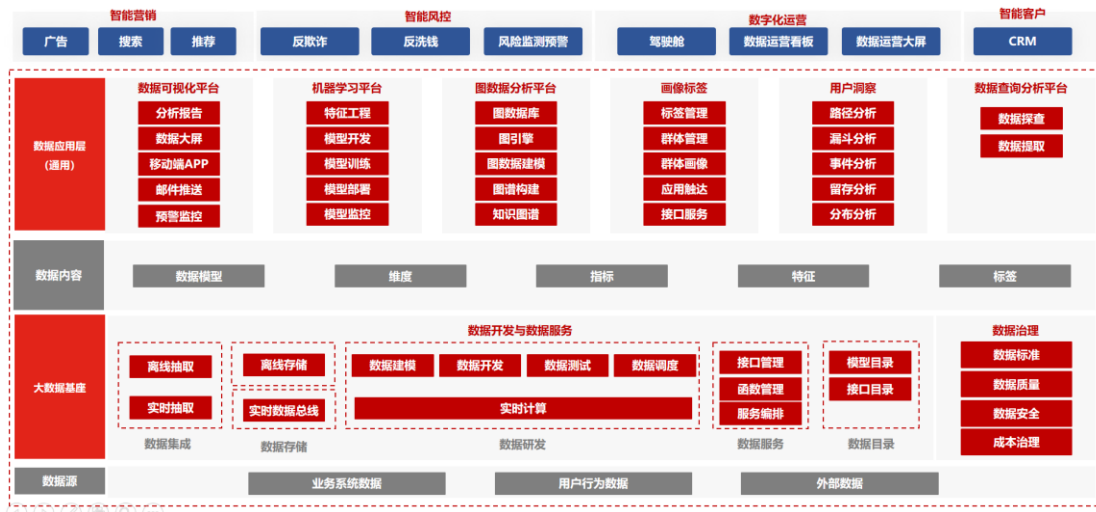 智能营销
智能风控
数字化运营
智能客户
广告
搜索
推荐
反欺诈
反洗钱
风险监测预警
驾驶舱
数据运营看板
数据运营大屏
CRM
数据应用层
(通用)
数据可视化平台
分析报告
数据大屏
移动端APP
邮件推送
预警监控
机器学习平台
特征工程
模型开发
模型训练
模型部署
模型监控
图数据分析平台
图数据库
图引擎
图数据建模
图谱构建
知识图谱
画像标签
标签管理
群体管理
群体画像
应用触达
接口服务
用户洞察
路径分析
漏斗分析
事件分析
留存分析
分布分析
数据查询分析平台
数据探查
数据提取
数据内容
数据模型
维度
指标
特征
标签
大数据基座
数据开发与数据服务
离线抽取
实时抽取
数据集成
离线存储
实时数据总线
数据存储
数据建模
数据开发
数据测试
数据调度
实时计算
数据研发
接口管理
函数管理
服务编排
数据服务
模型目录
接口目录
数据目录
数据治理
数据标准
数据质量
数据安全
成本治理
数据源
业务系统数据
用户行为数据
外部数据